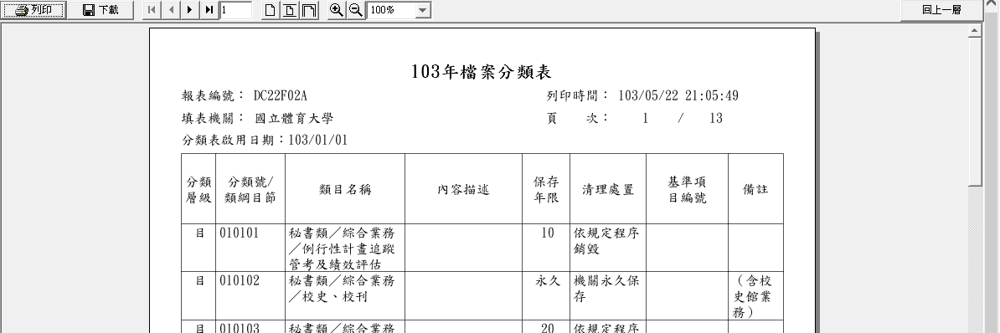 列印 下載 1 100% 回上一層
103年檔案分類表
報表編號： DC22F02A 列印時間： 103/05/22 21:05:49
填表機關： 國立體育大學 頁 次： 1 / 13
分類表啟用日期：103/01/01
分類 分類號/ 類目名稱 內容描述 保存 清理處置 基準項 備註
層級 類綱目節 年限 目編號
目 010101 秘書類／綜合業務 10 依規定程序
／例行性計畫追蹤 銷毀
管考及績效評估
目 010102 秘書類／綜合業務 永久 機關永久保 （含校
／校史、校刊 存 史館業
務）
目 010103 秘書類／綜合業務 20 依規定程序